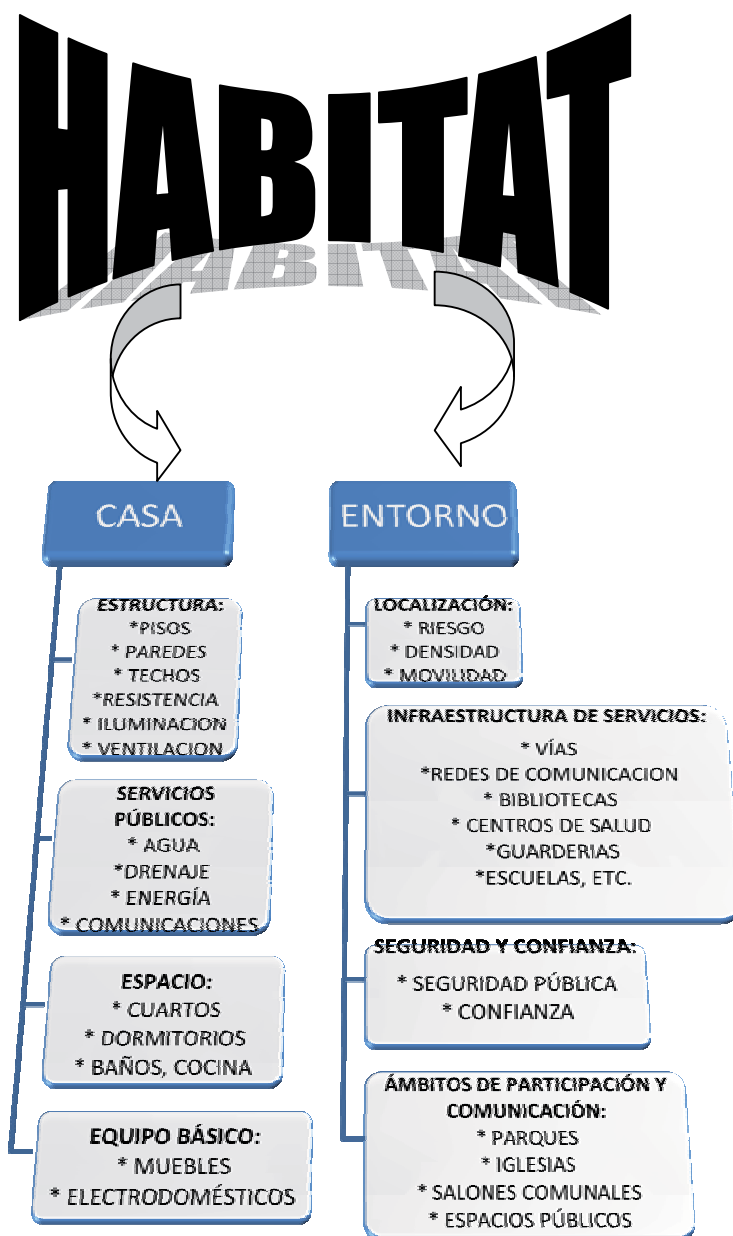 HABITAT
CASA
ESTRUCTURA:
*PISOS
* PAREDES
* TECHOS
*RESISTENCIA
* ILUMINACION
* VENTILACION
SERVICIOS
PÚBLICOS:
* AGUA
*DRENAJE
* ENERGÍA
* COMUNICACIONES
ESPACIO:
* CUARTOS
* DORMITORIOS
* BAÑOS, COCINA
EQUIPO BÁSICO:
* MUEBLES
* ELECTRODOMÉSTICOS
ENTORNO
LOCALIZACIÓN:
* RIESGO
* DENSIDAD
* MOVILIDAD
INFRAESTRUCTURA DE SERVICIOS:
* VÍAS
*REDES DE COMUNICACION
* BIBLIOTECAS
* CENTROS DE SALUD
*GUARDERIAS
*ESCUELAS, ETC.
SEGURIDAD Y CONFIANZA:
* SEGURIDAD PÚBLICA
* CONFIANZA
ÁMBITOS DE PARTICIPACIÓN Y
COMUNICACIÓN:
* PARQUES
* IGLESIAS
* SALONES COMUNALES
* ESPACIOS PÚBLICOS